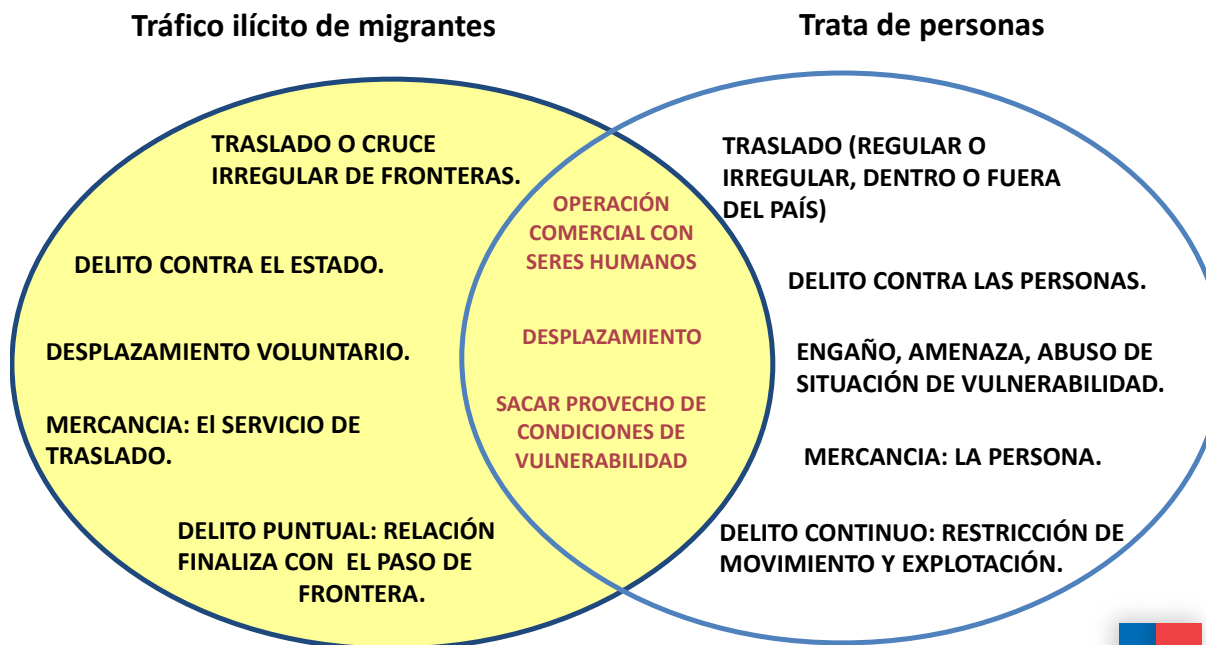 Tráfico ilícito de migrantes
Trata de personas
TRASLADO O CRUCE
IRREGULAR DE FRONTERAS.
DELITO CONTRA EL ESTADO.
DESPLAZAMIENTO VOLUNTARIO.
MERCANCIA: El SERVICIO DE
TRASLADO.
DELITO PUNTUAL: RELACIÓN
FINALIZA CON EL PASO DE
FRONTERA.
OPERACIÓN
COMERCIAL CON
SERES HUMANOS
DESPLAZAMIENTO
SACAR PROVECHO DE
CONDICIONES DE
VULNERABILIDAD
TRASLADO (REGULAR O
IRREGULAR, DENTRO O FUERA
DEL PAÍS)
DELITO CONTRA LAS PERSONAS.
ENGAÑO, AMENAZA, ABUSO DE
SITUACIÓN DE VULNERABILIDAD.
MERCANCIA: LA PERSONA.
DELITO CONTINUO: RESTRICCIÓN DE
MOVIMIENTO Y EXPLOTACIÓN.